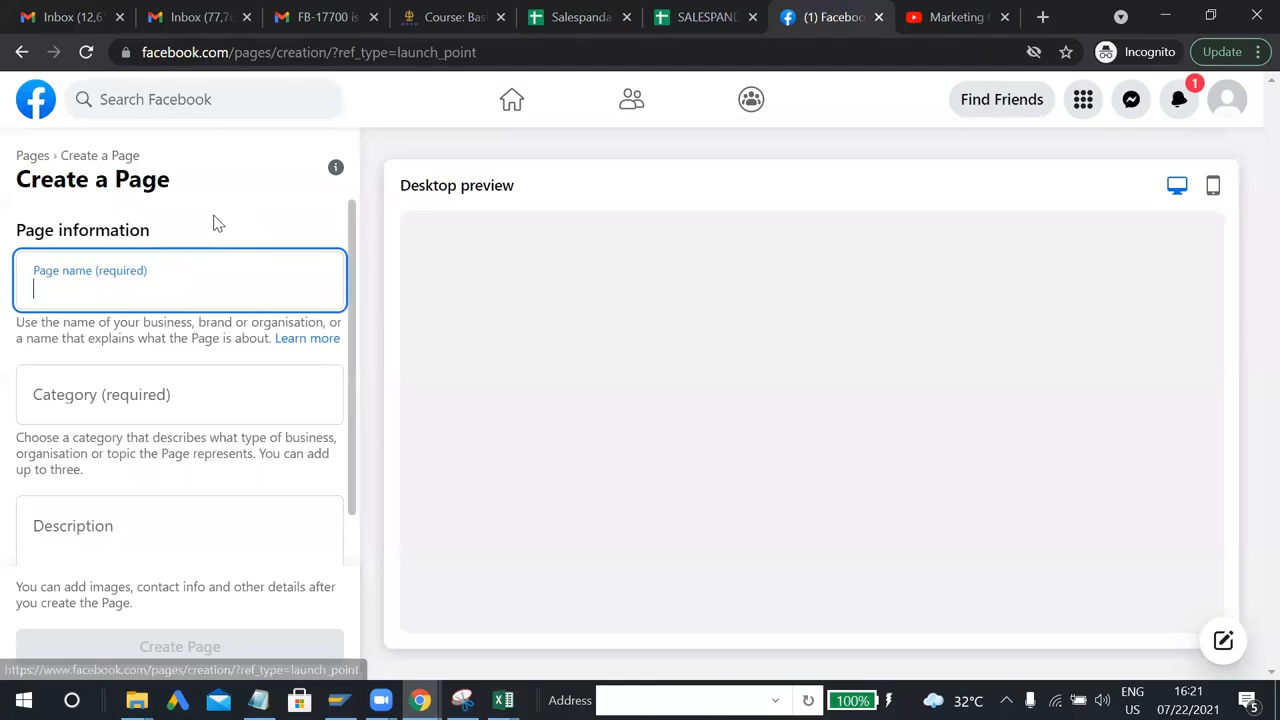 Inbox (12,6
Inbox (77,7
FB-17700 is
Course: Bas
Salespanda
SALESPAND
(1) Faceboo
Marketing
facebook.com/pages/creation/?ref_type=launch_point
Incognito
Update
Search Facebook
Find Friends
1
Pages › Create a Page
Create a Page
Page information
Page name (required)
Use the name of your business, brand or organisation, or
a name that explains what the Page is about. Learn more
Category (required)
Choose a category that describes what type of business,
organisation or topic the Page represents. You can add
up to three.
Description
You can add images, contact info and other details after
you create the Page.
Create Page
Desktop preview
https://www.facebook.com/pages/creation/?ref_type=launch_point
Address
100%
32°C
ENG
US
16:21
07/22/2021
5